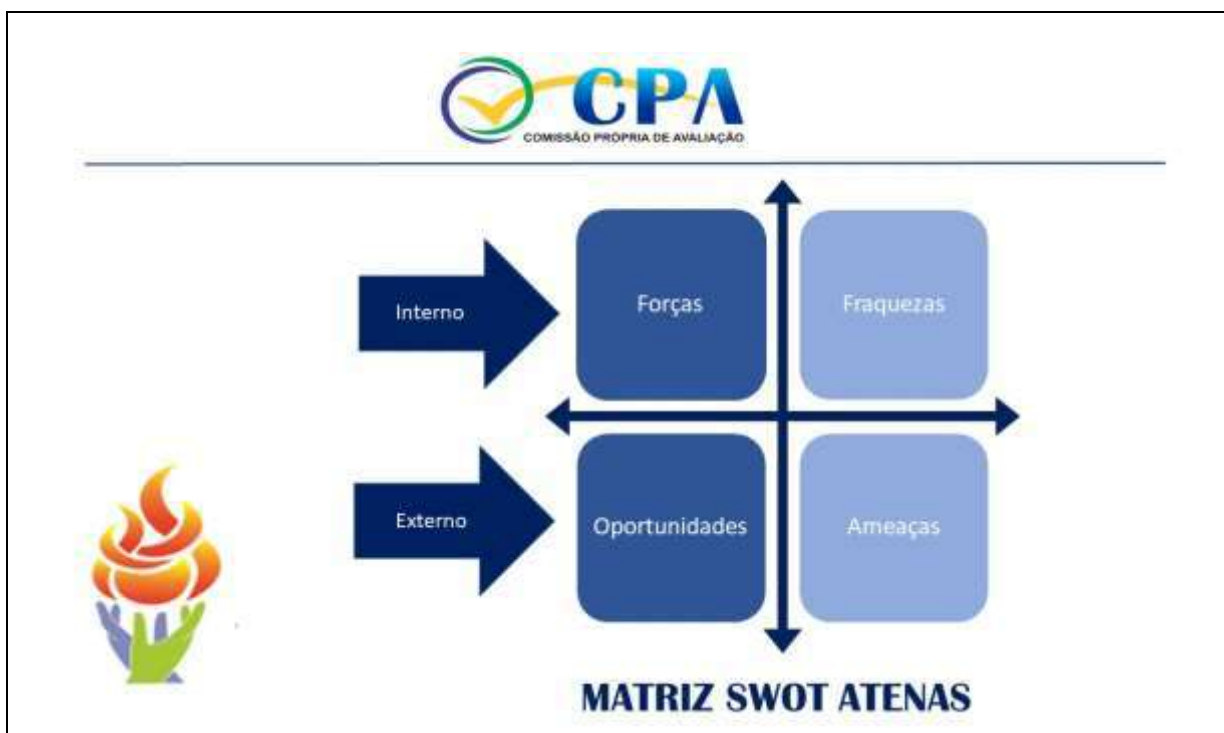 CPA
COMISSÃO PRÓPRIA DE AVALIAÇÃO
Interno
Forças
Fraquezas
Externo
Oportunidades
Ameaças
MATRIZ SWOT ATENAS